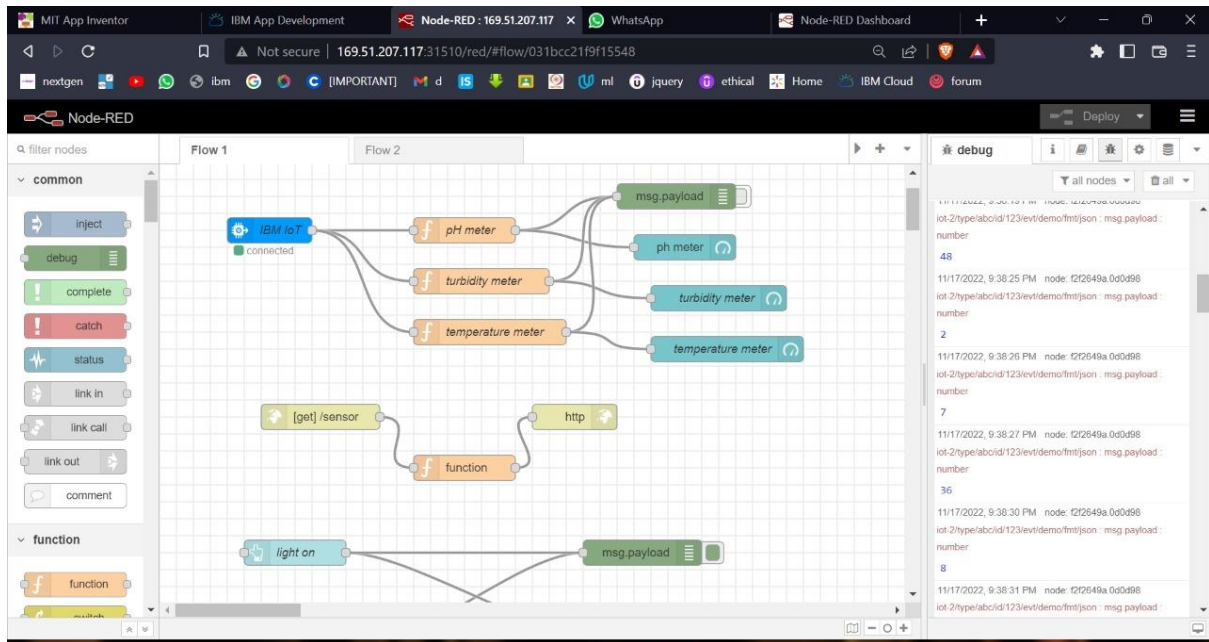 MIT App Inventor
IBM App Development
Node-RED : 169.51.207.117
WhatsApp
Node-RED Dashboard
Not secure | 169.51.207.117:31510/red/#flow/031bcc21f9f15548
nextgen
ibm
[IMPORTANT]
d
ml
jquery
ethical
Home
IBM Cloud
forum
Node-RED
Deploy
filter nodes
Flow 1
Flow 2
debug
all nodes
all
common
inject
debug
complete
catch
status
link in
link call
link out
comment
function
function
IBM IoT
connected
pH meter
turbidity meter
temperature meter
msg.payload
ph meter
turbidity meter
temperature meter
[get] /sensor
http
function
light on
msg.payload
iot-2/type/abc/id/123/evt/demo/fmt/json : msg.payload :
number
48
11/17/2022, 9:38:25 PM node: f2f2649a.0d0d98
iot-2/type/abc/id/123/evt/demo/fmt/json : msg.payload :
number
2
11/17/2022, 9:38:26 PM node: f2f2649a.0d0d98
iot-2/type/abc/id/123/evt/demo/fmt/json : msg.payload :
number
7
11/17/2022, 9:38:27 PM node: f2f2649a.0d0d98
iot-2/type/abc/id/123/evt/demo/fmt/json : msg.payload :
number
36
11/17/2022, 9:38:30 PM node: f2f2649a.0d0d98
iot-2/type/abc/id/123/evt/demo/fmt/json : msg.payload :
number
8
11/17/2022, 9:38:31 PM node: f2f2649a.0d0d98
iot-2/type/abc/id/123/evt/demo/fmt/json : msg.payload :